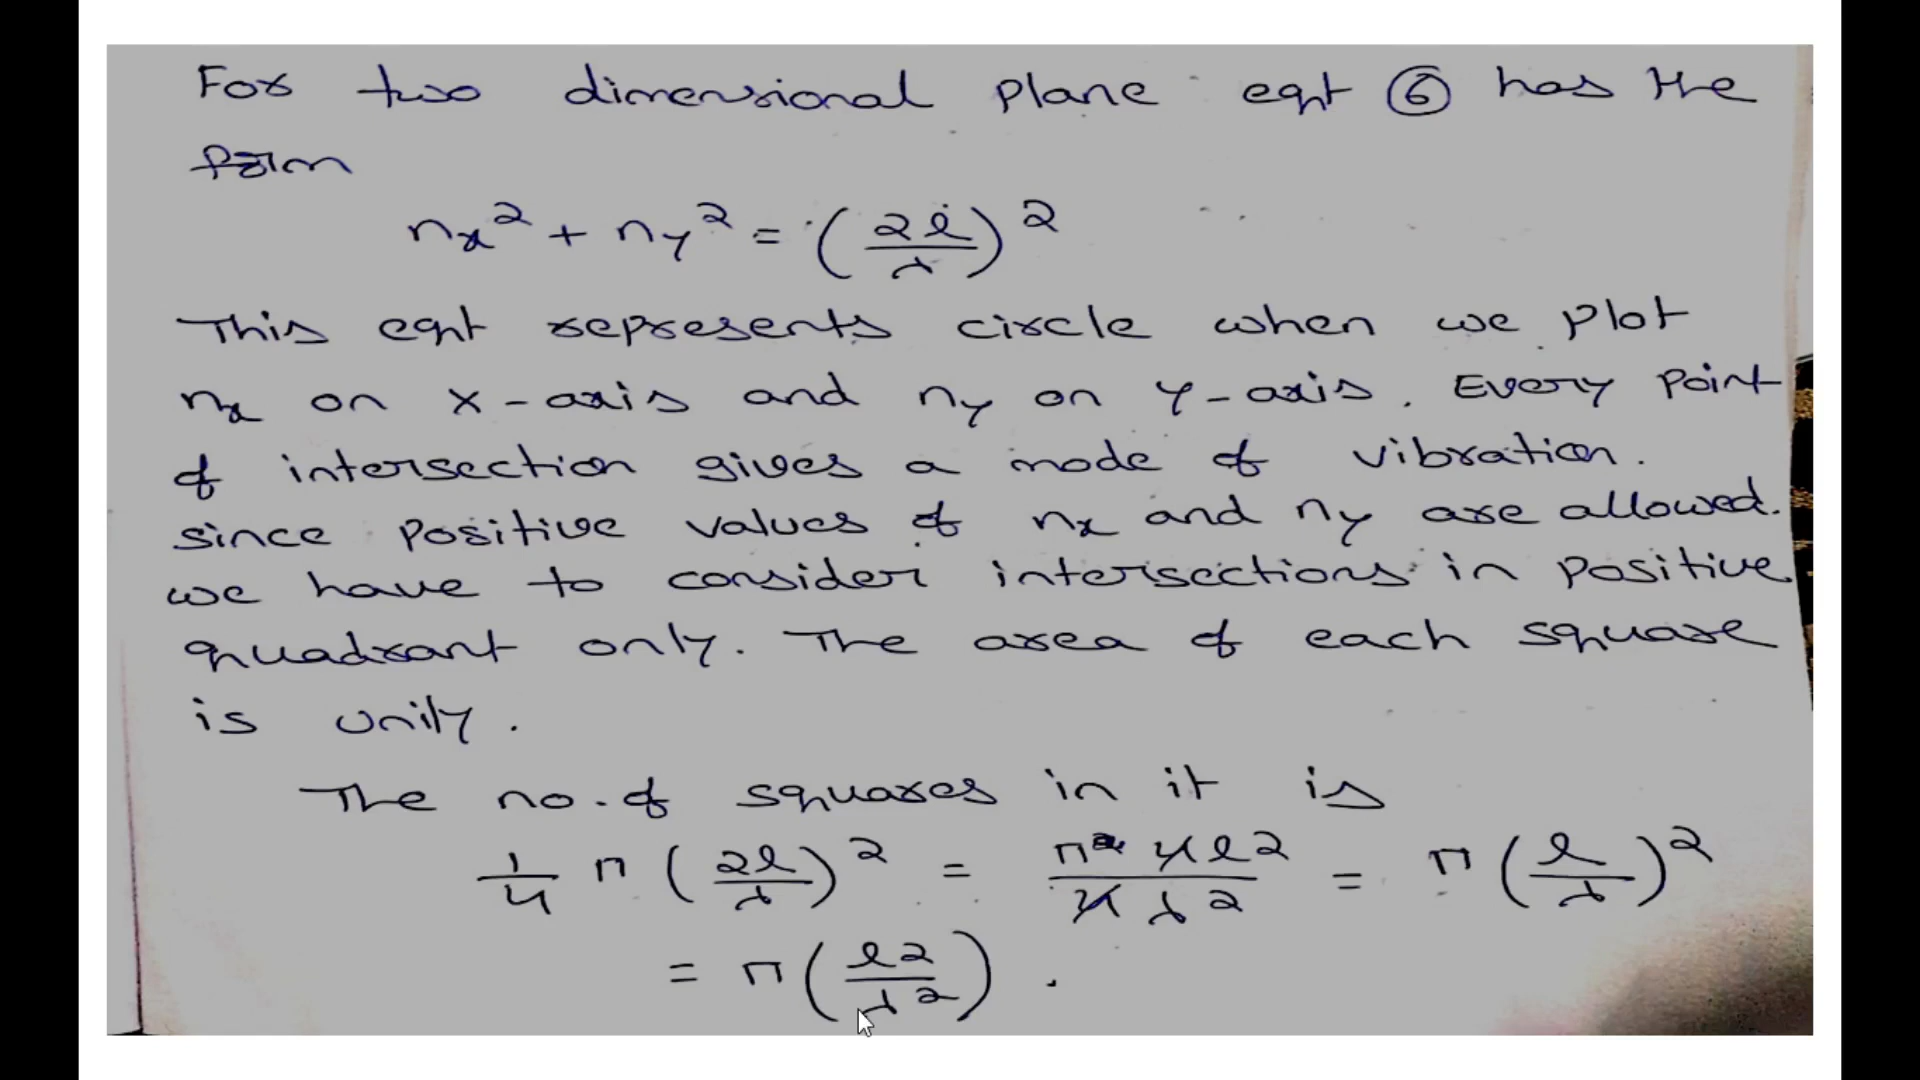 For two dimensional plane eqnt ⑥ has the
form
nx² + ny² = (2l/λ)²
This eqnt represents circle when we plot
nx on x-axis and ny on y-axis. Every point
of intersection gives a mode of vibration.
since positive values of nx and ny are allowed.
we have to consider intersections in positive
quadrant only. The area of each square
is unity.
The no. of squares in it is
1/4 π (2l/λ)² = π 4l²/4λ² = π (l/λ)²
= π (l²/λ²) .